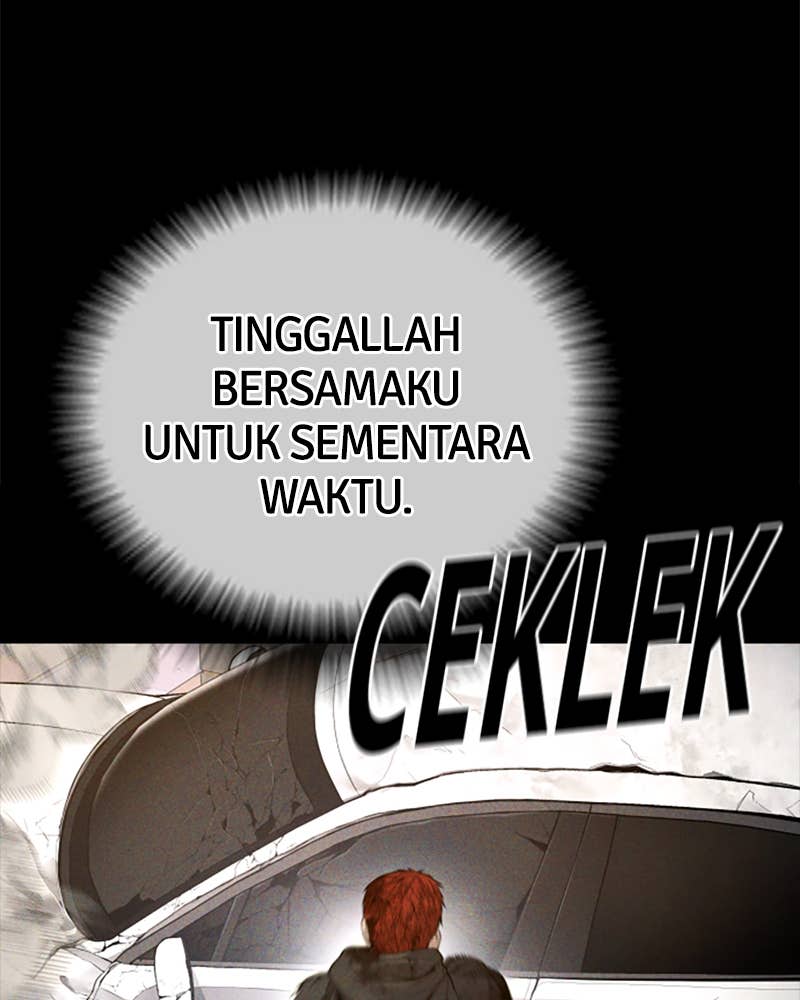 TINGGALLAH
BERSAMAKU
UNTUK SEMENTARA
WAKTU.
CEKLEK